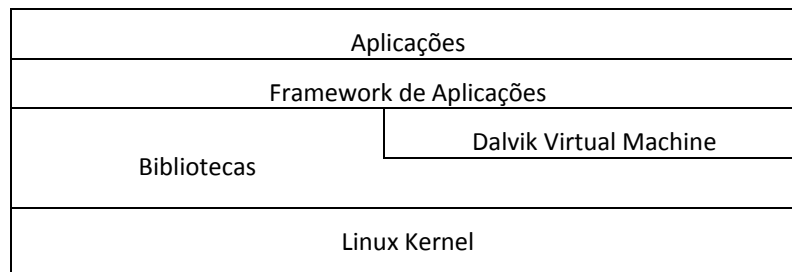 Aplicações
Framework de Aplicações
Dalvik Virtual Machine
Bibliotecas
Linux Kernel